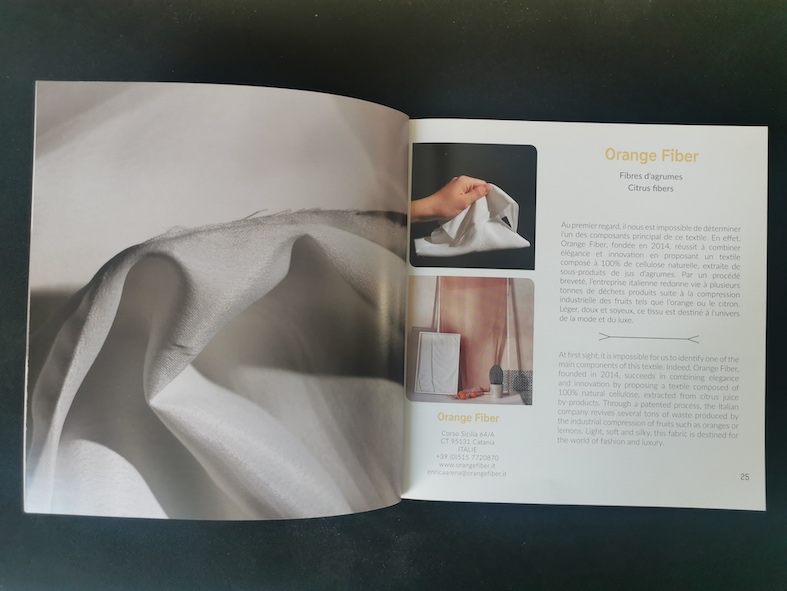 Orange Fiber
Fibres d'agrumes
Citrus fibers
Au premier regard, il nous est impossible de déterminer
l'un des composants principal de ce textile. En effet,
Orange Fiber, fondée en 2014, réussit à combiner
élégance et innovation en proposant un textile
composé à 100% de cellulose naturelle, extraite de
sous-produits de jus d'agrumes. Par un procédé
breveté, l'entreprise italienne redonne vie à plusieurs
tonnes de déchets produits suite à la compression
industrielle des fruits tels que l'orange ou le citron.
Léger, doux et soyeux, ce tissu est destiné à l'univers
de la mode et du luxe.
At first sight, it is impossible for us to identify one of the
main components of this textile. Indeed, Orange Fiber,
founded in 2014, succeeds in combining elegance
and innovation by proposing a textile composed of
100% natural cellulose, extracted from citrus juice
by-products. Through a patented process, the Italian
company revives several tons of waste produced by
the industrial compression of fruits such as oranges or
lemons. Light, soft and silky, this fabric is destined for
the world of fashion and luxury.
Orange Fiber
Corso Sicilia 64/A
CT 95131 Catania
ITALIE
www.orangefiber.it
enricaarena@orangefiber.it
25